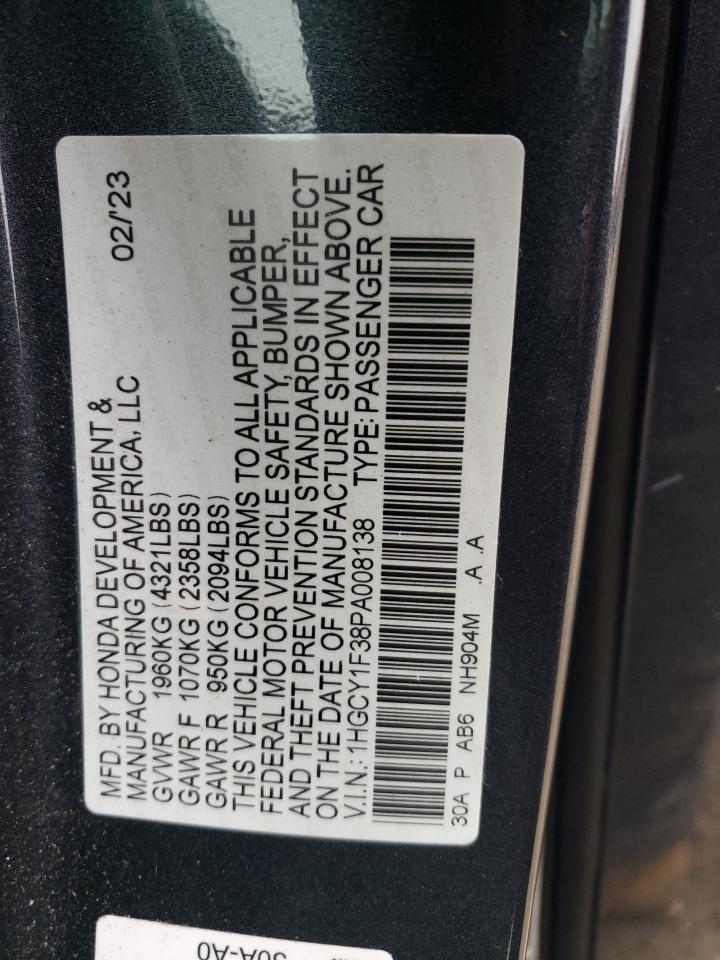 MFD. BY HONDA DEVELOPMENT & 02/'23
MANUFACTURING OF AMERICA, LLC
GVWR 1960KG (4321LBS)
GAWR F 1070KG (2358LBS)
GAWR R 950KG (2094LBS)
THIS VEHICLE CONFORMS TO ALL APPLICABLE
FEDERAL MOTOR VEHICLE SAFETY, BUMPER,
AND THEFT PREVENTION STANDARDS IN EFFECT
ON THE DATE OF MANUFACTURE SHOWN ABOVE.
V.I.N.: 1HGCY1F38PA008138 TYPE: PASSENGER CAR
30A P AB6 NH904M .A .A
30A-A0